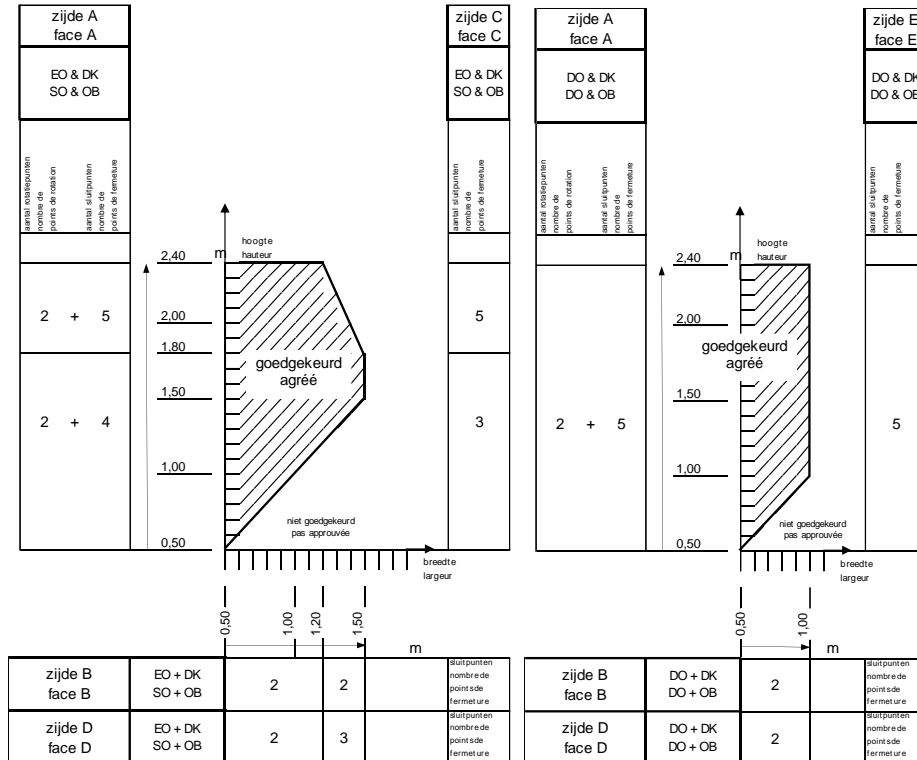 zijde A
face A
EO & DK
SO & OB
aantal rotatiepunten
nombre de
points de rotation
aantal sluitpunten
nombre de
points de fermeture
2 + 5
2 + 4
m
hoogte
hauteur
2,40
2,00
1,80
1,50
1,00
0,50
goedgekeurd
agréé
niet goedgekeurd
pas approuvée
breedte
largeur
0,50
1,00
1,20
1,50
m
zijde C
face C
EO & DK
SO & OB
aantal sluitpunten
nombre de
points de fermeture
5
3
zijde B
face B
EO + DK
SO + OB
2
2
sluitpunten
nombre de
points de
fermeture
zijde D
face D
EO + DK
SO + OB
2
3
sluitpunten
nombre de
points de
fermeture
zijde A
face A
DO & DK
DO & OB
aantal rotatiepunten
nombre de
points de rotation
aantal sluitpunten
nombre de
points de fermeture
2 + 5
m
hoogte
hauteur
2,40
2,00
1,50
1,00
0,50
goedgekeurd
agréé
niet goedgekeurd
pas approuvée
breedte
largeur
0,50
1,00
m
zijde E
face E
DO & DK
DO & OB
aantal sluitpunten
nombre de
points de fermeture
5
zijde B
face B
DO + DK
DO + OB
2
sluitpunten
nombre de
points de
fermeture
zijde D
face D
DO + DK
DO + OB
2
sluitpunten
nombre de
points de
fermeture